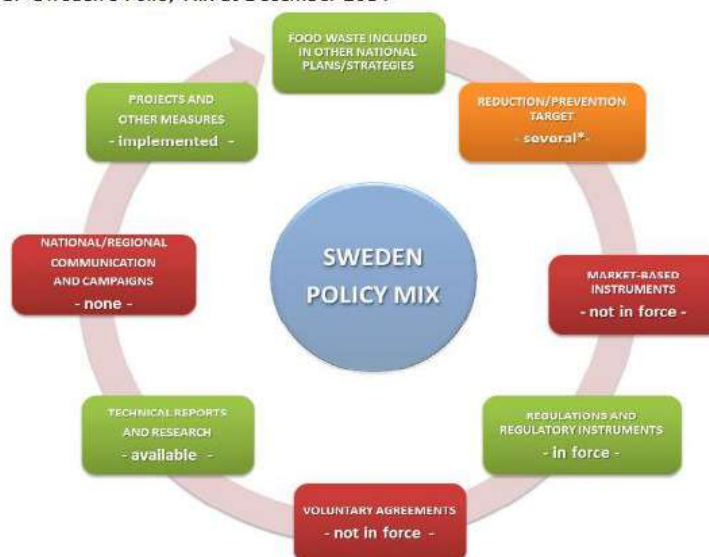 FOOD WASTE INCLUDED
IN OTHER NATIONAL
PLANS/STRATEGIES
REDUCTION/PREVENTION
TARGET
- several*-
MARKET-BASED
INSTRUMENTS
- not in force -
REGULATIONS AND
REGULATORY INSTRUMENTS
- in force -
VOLUNTARY AGREEMENTS
- not in force -
TECHNICAL REPORTS
AND RESEARCH
- available -
NATIONAL/REGIONAL
COMMUNICATION
AND CAMPAIGNS
- none -
PROJECTS AND
OTHER MEASURES
- implemented -
SWEDEN
POLICY MIX